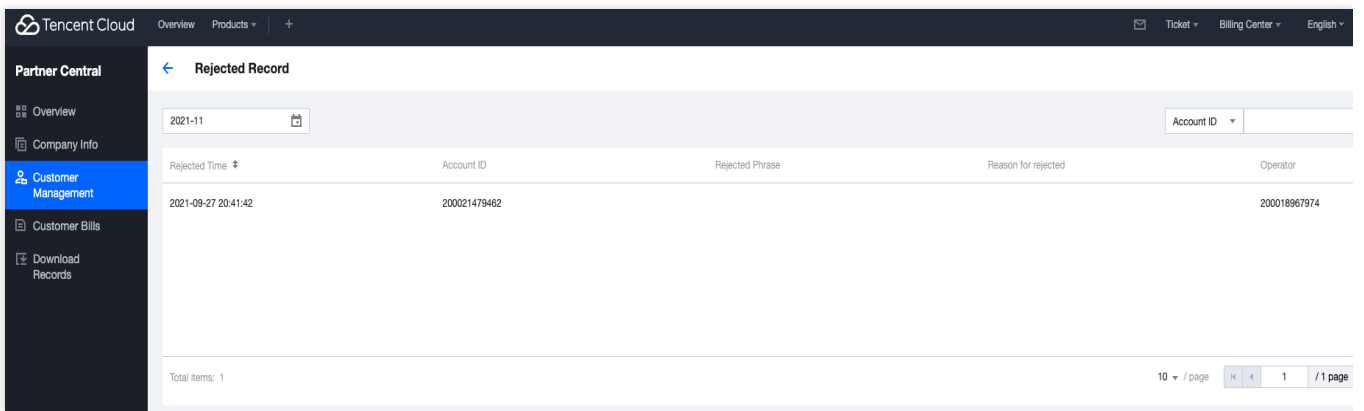 Tencent Cloud Overview Products + Ticket Billing Center English
Partner Central
Rejected Record
Overview
Company Info
Customer
Management
Customer Bills
Download
Records
2021-11
Account ID
Rejected Time Account ID Rejected Phrase Reason for rejected Operator
2021-09-27 20:41:42 200021479462 200018967974
Total items: 1
10 / page 1 / 1 page